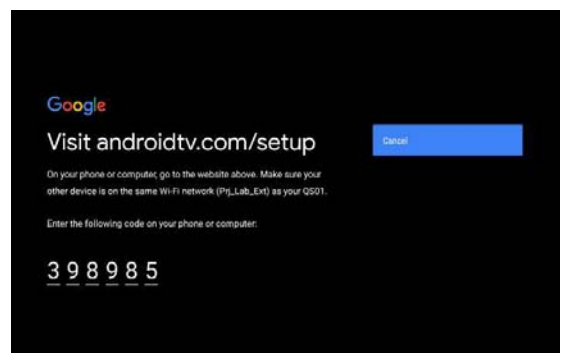 Google
Visit androidtv.com/setup
Cancel
On your phone or computer, go to the website above. Make sure your
other device is on the same Wi-Fi network (Prj_Lab_Ext) as your QS01.
Enter the following code on your phone or computer:
398985